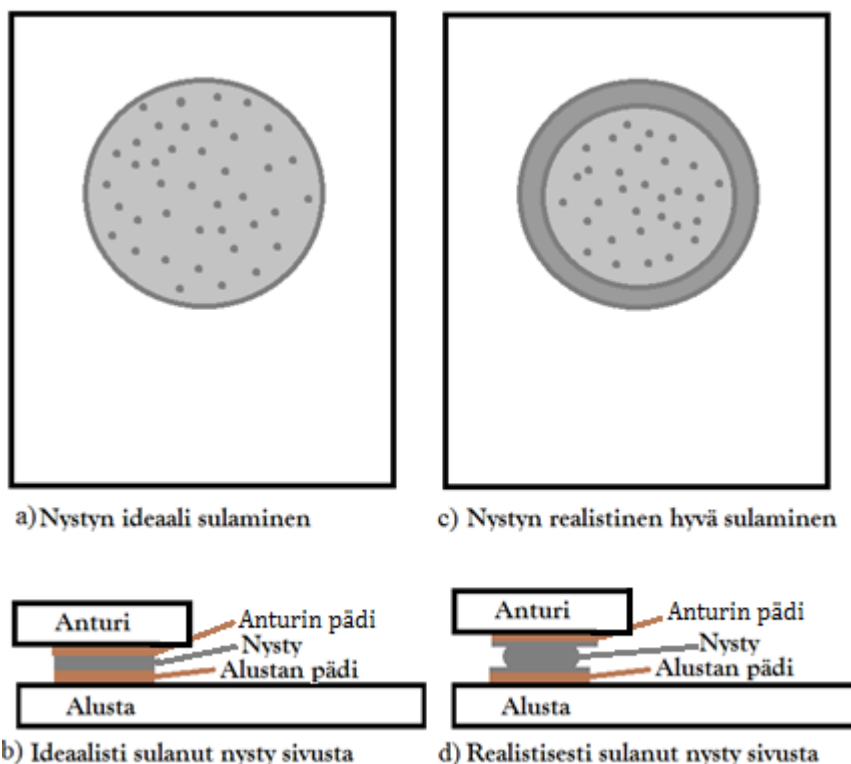 a) Nystyn ideaali sulaminen
c) Nystyn realistinen hyvä sulaminen
Anturi
Anturin pädi
Nysty
Alustan pädi
Alusta
Anturi
Anturin pädi
Nysty
Alustan pädi
Alusta
b) Ideaalisti sulanut nysty sivusta
d) Realistisesti sulanut nysty sivusta